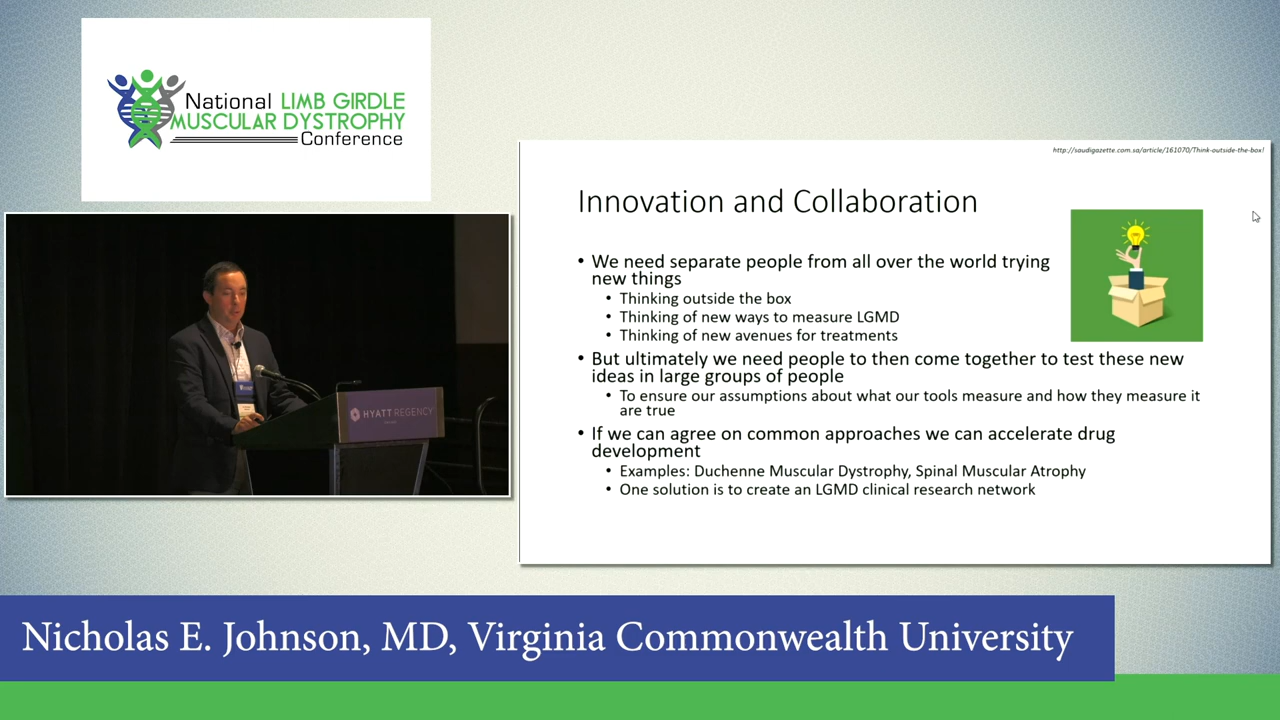 National LIMB GIRDLE
MUSCULAR DYSTROPHY
Conference
http://saudigazette.com.sa/article/161070/Think-outside-the-box!
Innovation and Collaboration
• We need separate people from all over the world trying
new things
• Thinking outside the box
• Thinking of new ways to measure LGMD
• Thinking of new avenues for treatments
• But ultimately we need people to then come together to test these new
ideas in large groups of people
• To ensure our assumptions about what our tools measure and how they measure it
are true
• If we can agree on common approaches we can accelerate drug
development
• Examples: Duchenne Muscular Dystrophy, Spinal Muscular Atrophy
• One solution is to create an LGMD clinical research network
HYATT REGENCY
Nicholas E. Johnson, MD, Virginia Commonwealth University